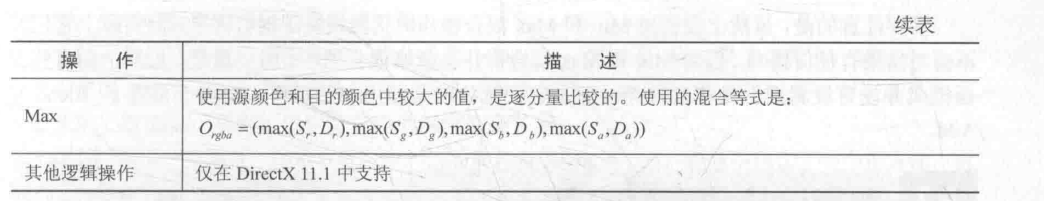 续表
操 作 描 述
Max 使用源颜色和目的颜色中较大的值，是逐分量比较的。使用的混合等式是：
O_rgba = (max(S_r, D_r),max(S_g, D_g),max(S_b, D_b),max(S_a, D_a))
其他逻辑操作 仅在 DirectX 11.1 中支持